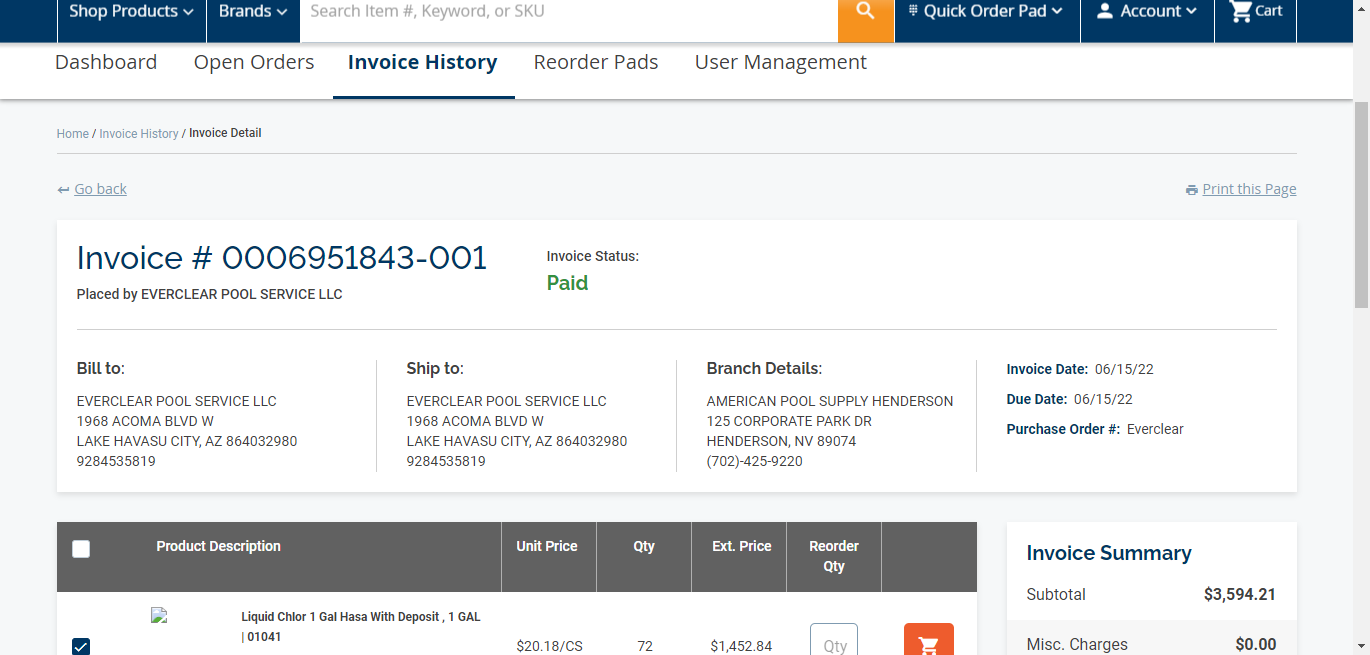 Shop Products
Brands
Search Item #, Keyword, or SKU
Quick Order Pad
Account
Cart
Dashboard
Open Orders
Invoice History
Reorder Pads
User Management
Home / Invoice History / Invoice Detail
Go back
Print this Page
Invoice # 0006951843-001
Placed by EVERCLEAR POOL SERVICE LLC
Invoice Status:
Paid
Bill to:
EVERCLEAR POOL SERVICE LLC
1968 ACOMA BLVD W
LAKE HAVASU CITY, AZ 864032980
9284535819
Ship to:
EVERCLEAR POOL SERVICE LLC
1968 ACOMA BLVD W
LAKE HAVASU CITY, AZ 864032980
9284535819
Branch Details:
AMERICAN POOL SUPPLY HENDERSON
125 CORPORATE PARK DR
HENDERSON, NV 89074
(702)-425-9220
Invoice Date: 06/15/22
Due Date: 06/15/22
Purchase Order #: Everclear
Product Description
Unit Price
Qty
Ext. Price
Reorder
Qty
Liquid Chlor 1 Gal Hasa With Deposit , 1 GAL
| 01041
$20.18/CS
72
$1,452.84
Qty
Invoice Summary
Subtotal
$3,594.21
Misc. Charges
$0.00